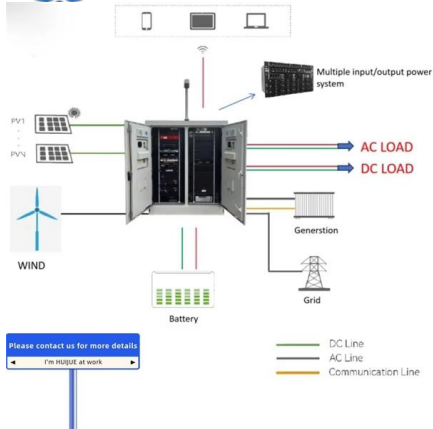 Multiple input/output power
system
PV1
PVN
AC LOAD
DC LOAD
WIND
Generstion
Grid
Battery
Please contact us for more details
I'm HUIJUE at work
DC Line
AC Line
Communication Line